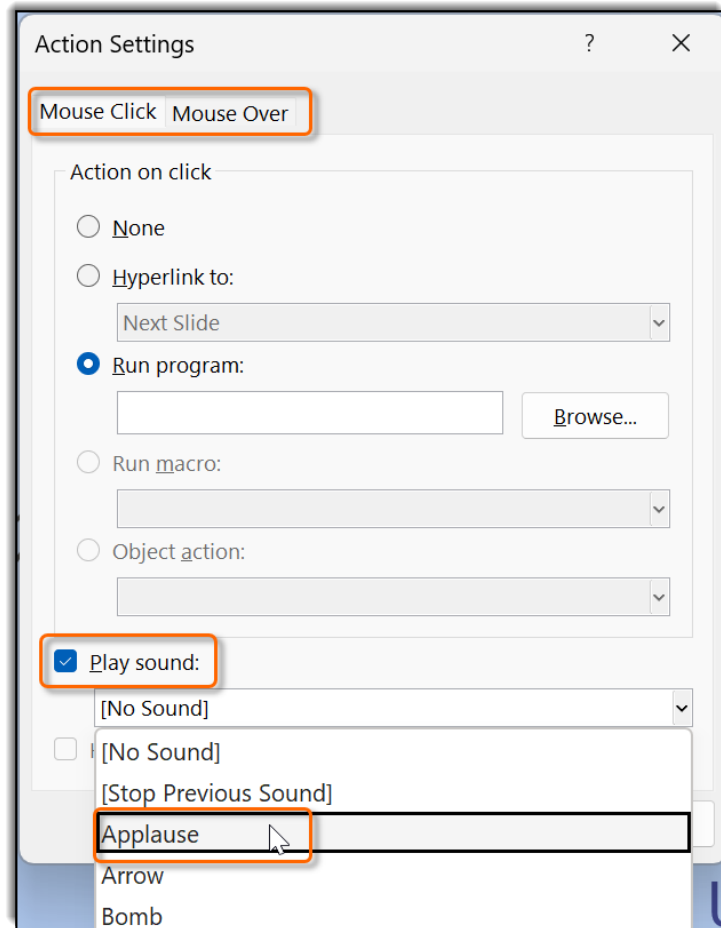 Action Settings ?
Mouse Click Mouse Over
Action on click
None
Hyperlink to:
Next Slide
Run program:
Browse...
Run macro:
Object action:
Play sound:
[No Sound]
[No Sound]
[Stop Previous Sound]
Applause
Arrow
Bomb